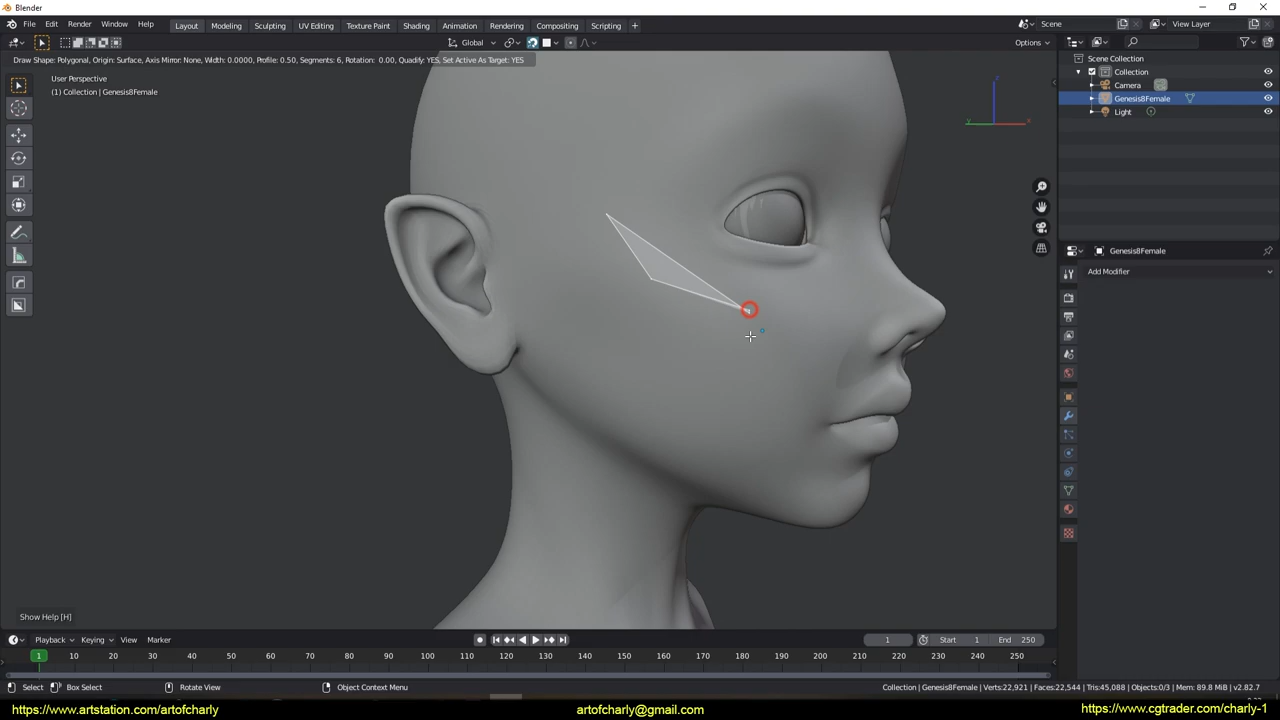 Blender
File Edit Render Window Help Layout Modeling Sculpting UV Editing Texture Paint Shading Animation Rendering Compositing Scripting + Scene View Layer
Global Options
Draw Shape: Polygonal, Origin: Surface, Axis Mirror: None, Width: 0.0000, Profile: 0.50, Segments: 6, Rotation: 0.00, Quadify: YES, Set Active As Target: YES
Scene Collection
User Perspective
Collection
(1) Collection | Genesis8Female
Camera
Genesis8Female
Light
z
y x
Genesis8Female
Add Modifier
Show Help [H]
Playback Keying View Marker 1 Start 1 End 250
1 10 20 30 40 50 60 70 80 90 100 110 120 130 140 150 160 170 180 190 200 210 220 230 240 250
Select Box Select Rotate View Object Context Menu Collection | Genesis8Female | Verts:22,921 | Faces:22,544 | Tris:45,088 | Objects:0/3 | Mem: 89.8 MiB | v2.82.7
https://www.artstation.com/artofcharly artofcharly@gmail.com https://www.cgtrader.com/charly-1